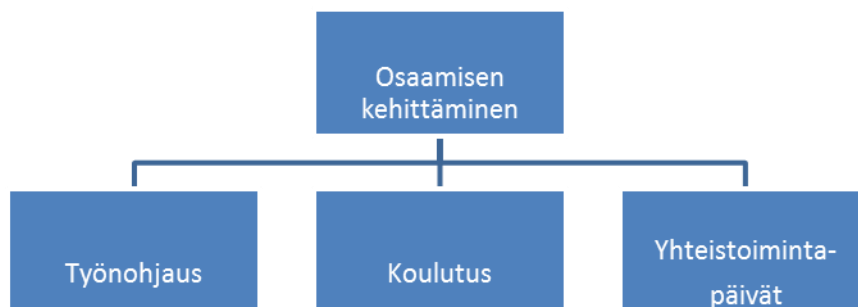 Osaamisen
kehittäminen
Työnohjaus
Koulutus
Yhteistoiminta-
päivät